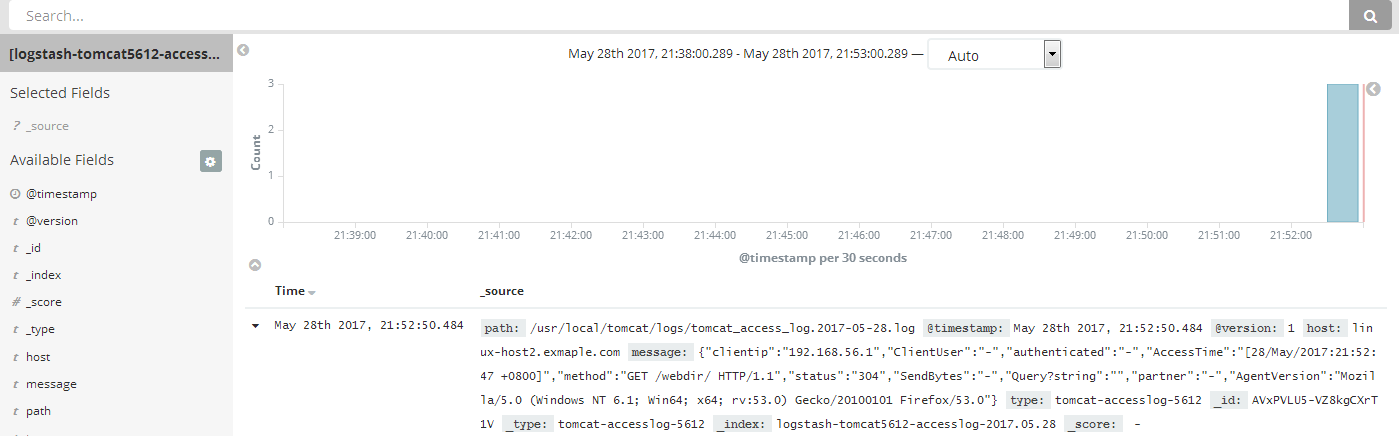 Search...
[logstash-tomcat5612-access...
May 28th 2017, 21:38:00.289 - May 28th 2017, 21:53:00.289 — Auto
Selected Fields
? _source
Available Fields
@timestamp
t @version
t _id
t _index
# _score
t _type
t host
t message
t path
3
2
1
0
Count
21:39:00 21:40:00 21:41:00 21:42:00 21:43:00 21:44:00 21:45:00 21:46:00 21:47:00 21:48:00 21:49:00 21:50:00 21:51:00 21:52:00
@timestamp per 30 seconds
Time _source
May 28th 2017, 21:52:50.484 path: /usr/local/tomcat/logs/tomcat_access_log.2017-05-28.log @timestamp: May 28th 2017, 21:52:50.484 @version: 1 host: lin
ux-host2.exmaple.com message: {"clientip":"192.168.56.1","ClientUser":"-","authenticated":"-","AccessTime":"[28/May/2017:21:52:
47 +0800]","method":"GET /webdir/ HTTP/1.1","status":"304","SendBytes":"-","Query?string":"","partner":"-","AgentVersion":"Mozi
lla/5.0 (Windows NT 6.1; Win64; x64; rv:53.0) Gecko/20100101 Firefox/53.0"} type: tomcat-accesslog-5612 _id: AVxPVLU5-VZ8kgCXrT
1V _type: tomcat-accesslog-5612 _index: logstash-tomcat5612-accesslog-2017.05.28 _score: -